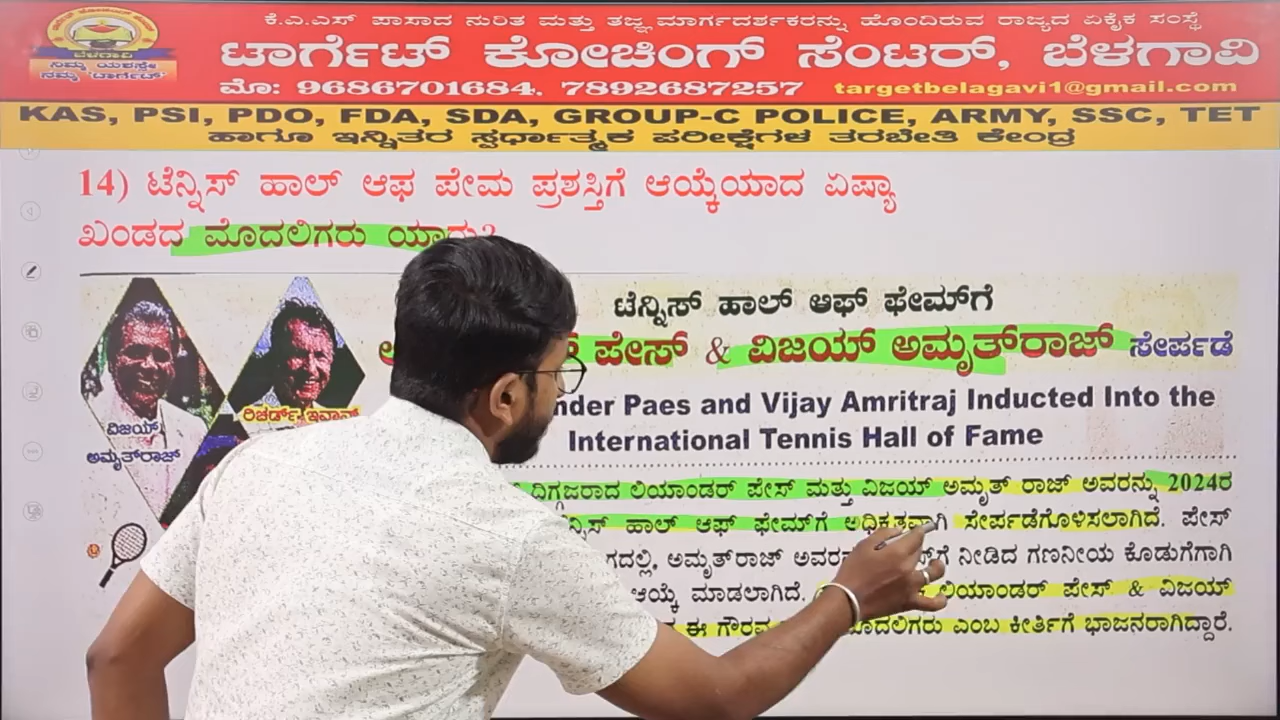 ಕೆ.ಎ.ಎಸ್ ಪಾಸಾದ ನುರಿತ ಮತ್ತು ತಜ್ಞ ಮಾರ್ಗದರ್ಶಕರನ್ನು ಹೊಂದಿರುವ ರಾಜ್ಯದ ಏಕೈಕ ಸಂಸ್ಥೆ
ಟಾರ್ಗೆಟ್ ಕೋಚಿಂಗ್ ಸೆಂಟರ್, ಬೆಳಗಾವಿ
ಬೆಳಗಾವಿ
ನಿಮ್ಮ ಯಶಸ್ಸೇ
ನಮ್ಮ ಟಾರ್ಗೆಟ್
ಮೊ: 9686701684, 7892687257 targetbelagavi1@gmail.com
KAS, PSI, PDO, FDA, SDA, GROUP-C POLICE, ARMY, SSC, TET
ಹಾಗೂ ಇನ್ನಿತರ ಸ್ಪರ್ಧಾತ್ಮಕ ಪರೀಕ್ಷೆಗಳ ತರಬೇತಿ ಕೇಂದ್ರ
14) ಟೆನ್ನಿಸ್ ಹಾಲ್ ಆಫ ಪೇಮ ಪ್ರಶಸ್ತಿಗೆ ಆಯ್ಕೆಯಾದ ಏಷ್ಯಾ
ಖಂಡದ ಮೊದಲಿಗರು ಯಾರು?
ಟೆನ್ನಿಸ್ ಹಾಲ್ ಆಫ್ ಫೇಮ್‌ಗೆ
ಪೇಸ್ & ವಿಜಯ್ ಅಮೃತ್‌ರಾಜ್ ಸೇರ್ಪಡೆ
nder Paes and Vijay Amritraj Inducted Into the
International Tennis Hall of Fame
ವಿಜಯ್
ಅಮೃತ್‌ರಾಜ್
ರಿಚರ್ಡ್ ಇವಾನ್ಸ್
ದಿಗ್ಗಜರಾದ ಲಿಯಾಂಡರ್ ಪೇಸ್ ಮತ್ತು ವಿಜಯ್ ಅಮೃತ್ ರಾಜ್ ಅವರನ್ನು 2024ರ
ಹಾಲ್ ಆಫ್ ಫೇಮ್‌ಗೆ ಅಧಿಕೃತವಾಗಿ ಸೇರ್ಪಡೆಗೊಳಿಸಲಾಗಿದೆ. ಪೇಸ್
ಗದಲ್ಲಿ, ಅಮೃತ್‌ರಾಜ್ ನೀಡಿದ ಗಣನೀಯ ಕೊಡುಗೆಗಾಗಿ
ಆಯ್ಕೆ ಮಾಡಲಾಗಿದೆ. ಲಿಯಾಂಡರ್ ಪೇಸ್ & ವಿಜಯ್
ಈ ಗೌರವ ಮೊದಲಿಗರು ಎಂಬ ಕೀರ್ತಿಗೆ ಭಾಜನರಾಗಿದ್ದಾರೆ.